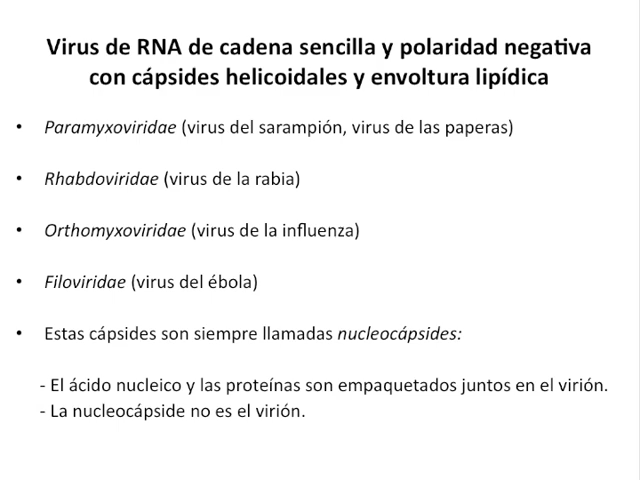 Virus de RNA de cadena sencilla y polaridad negativa
con cápsides helicoidales y envoltura lipídica
• Paramyxoviridae (virus del sarampión, virus de las paperas)
• Rhabdoviridae (virus de la rabia)
• Orthomyxoviridae (virus de la influenza)
• Filoviridae (virus del ébola)
• Estas cápsides son siempre llamadas nucleocápsides:
- El ácido nucleico y las proteínas son empaquetados juntos en el virión.
- La nucleocápside no es el virión.